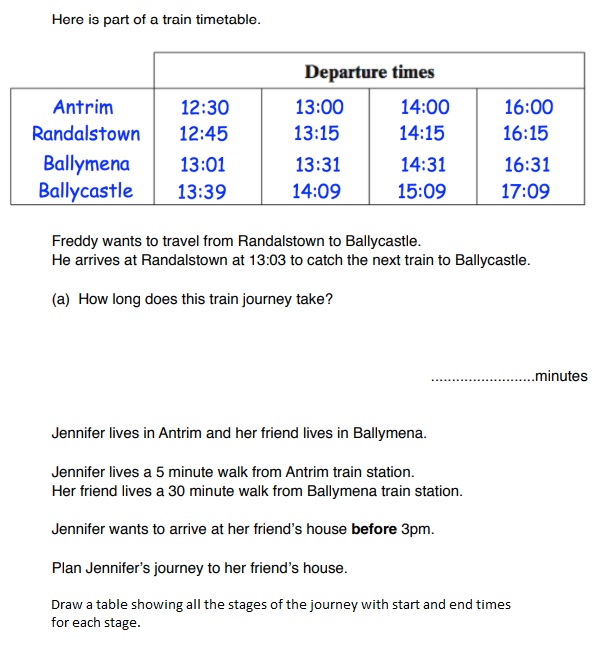 Here is part of a train timetable.
Departure times
Antrim 12:30 13:00 14:00 16:00
Randalstown 12:45 13:15 14:15 16:15
Ballymena 13:01 13:31 14:31 16:31
Ballycastle 13:39 14:09 15:09 17:09
Freddy wants to travel from Randalstown to Ballycastle.
He arrives at Randalstown at 13:03 to catch the next train to Ballycastle.
(a) How long does this train journey take?
.........................minutes
Jennifer lives in Antrim and her friend lives in Ballymena.
Jennifer lives a 5 minute walk from Antrim train station.
Her friend lives a 30 minute walk from Ballymena train station.
Jennifer wants to arrive at her friend's house before 3pm.
Plan Jennifer's journey to her friend's house.
Draw a table showing all the stages of the journey with start and end times
for each stage.